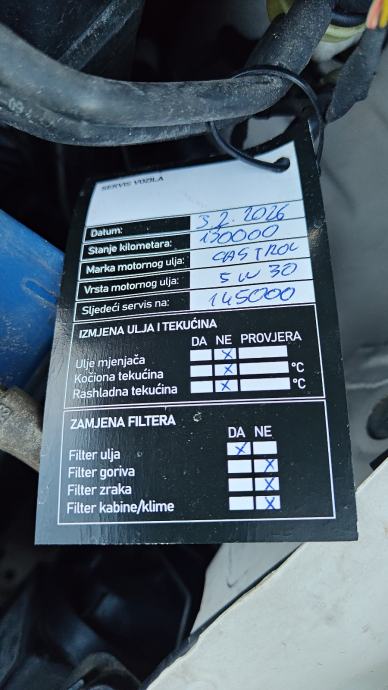 SERVIS VOZILA
Datum: 3.2.2026
Stanje kilometara: 130000
Marka motornog ulja: CASTROL
Vrsta motornog ulja: 5W30
Sljedeći servis na: 145000
IZMJENA ULJA I TEKUĆINA
DA NE PROVJERA
Ulje mjenjača X
Kočiona tekućina X °C
Rashladna tekućina X °C
ZAMJENA FILTERA
DA NE
Filter ulja X
Filter goriva X
Filter zraka X
Filter kabine/klime X